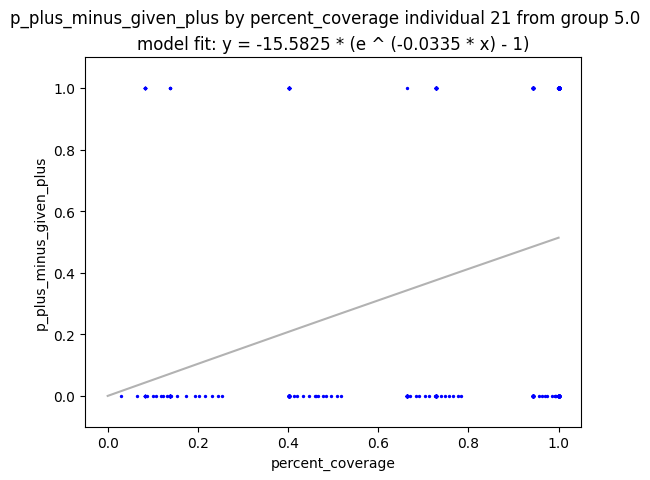 p_plus_minus_given_plus by percent_coverage individual 21 from group 5.0
model fit: y = -15.5825 * (e ^ (-0.0335 * x) - 1)
1.0
0.8
0.6
0.4
0.2
0.0
p_plus_minus_given_plus
0.0 0.2 0.4 0.6 0.8 1.0
percent_coverage